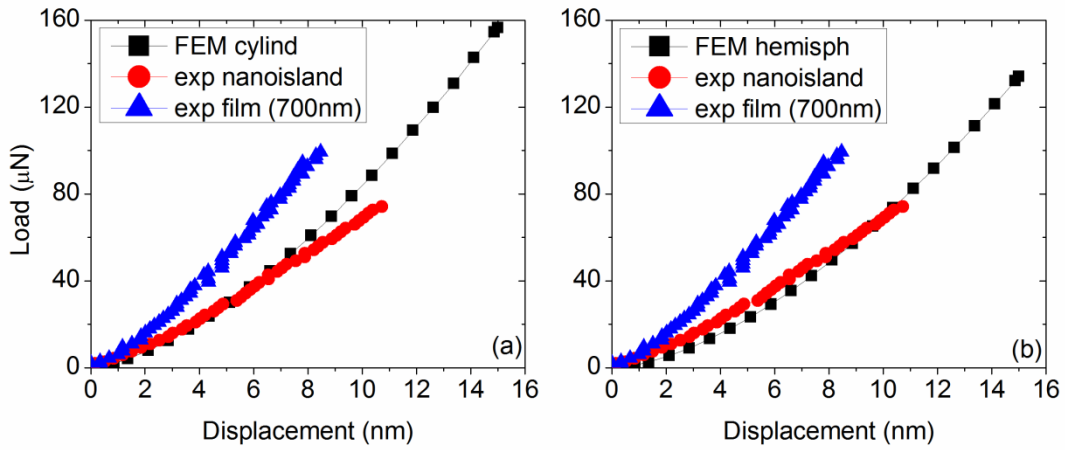 160
120
80
40
0
Load (μN)
FEM cylind
exp nanoisland
exp film (700nm)
(a)
0 2 4 6 8 10 12 14 16
Displacement (nm)
160
120
80
40
0
FEM hemisph
exp nanoisland
exp film (700nm)
(b)
0 2 4 6 8 10 12 14 16
Displacement (nm)